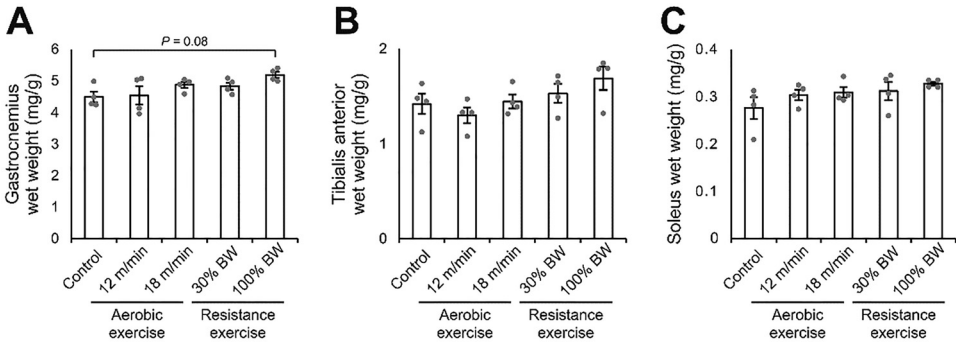 A
Gastrocnemius
wet weight (mg/g)
6
5
4
3
2
1
0
P = 0.08
Control
12 m/min
18 m/min
30% BW
100% BW
Aerobic
exercise
Resistance
exercise
B
Tibialis anterior
wet weight (mg/g)
2
1
0
Control
12 m/min
18 m/min
30% BW
100% BW
Aerobic
exercise
Resistance
exercise
C
Soleus wet weight (mg/g)
0.4
0.3
0.2
0.1
0
Control
12 m/min
18 m/min
30% BW
100% BW
Aerobic
exercise
Resistance
exercise